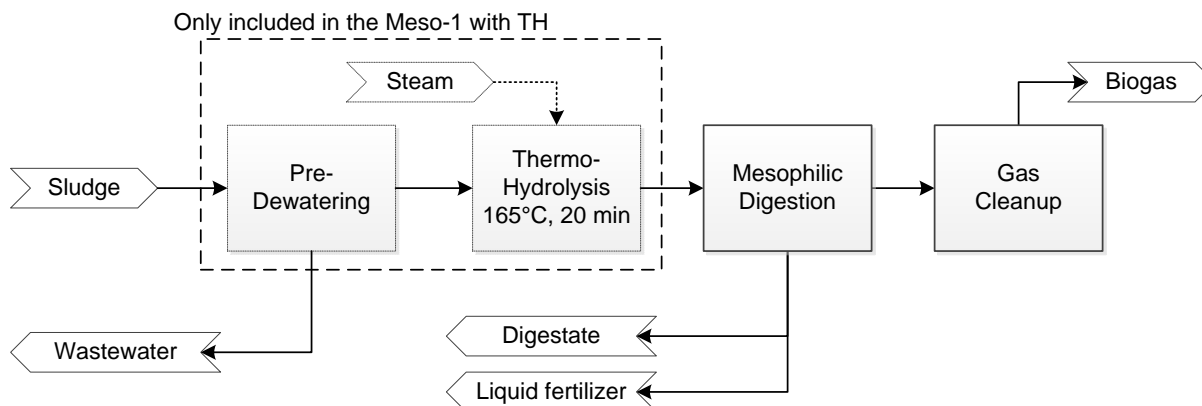 Only included in the Meso-1 with TH
Steam
Biogas
Sludge
Pre-
Dewatering
Thermo-
Hydrolysis
165°C, 20 min
Mesophilic
Digestion
Gas
Cleanup
Wastewater
Digestate
Liquid fertilizer